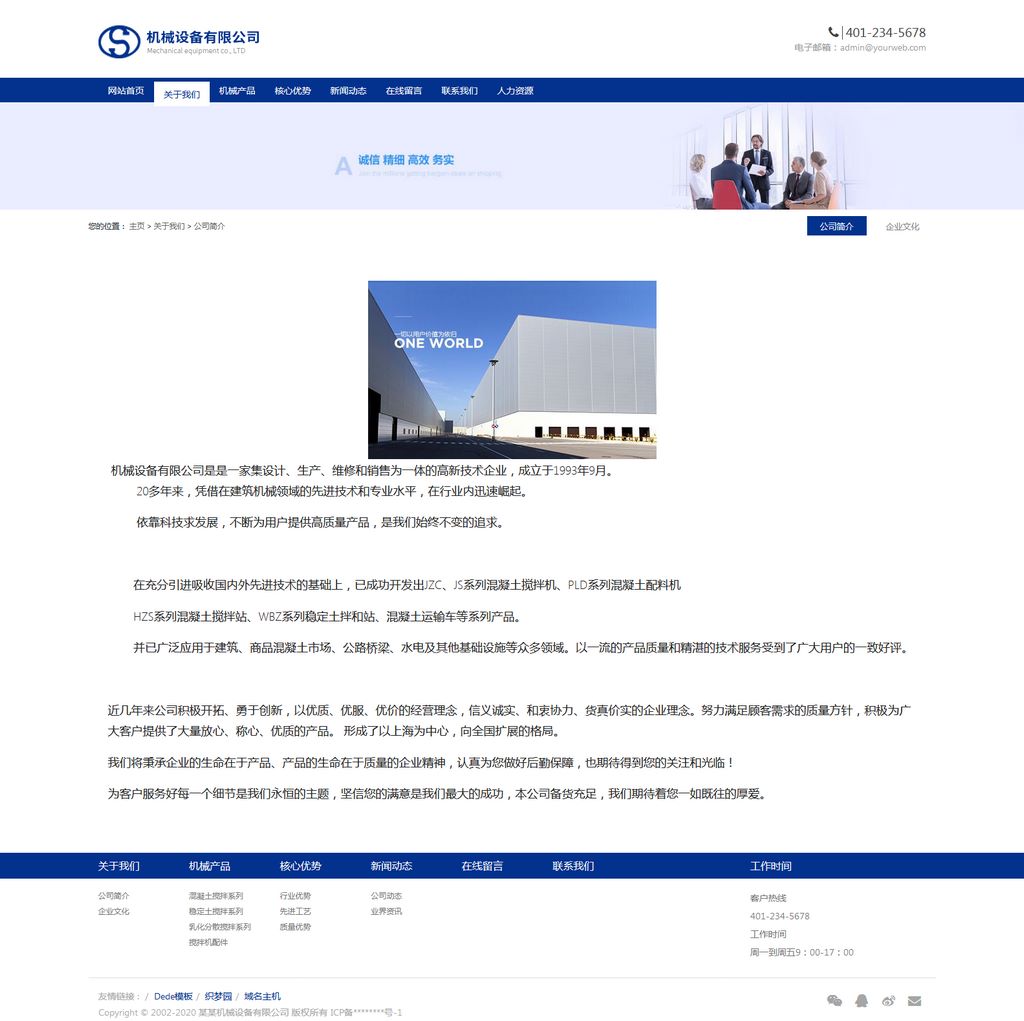 机械设备有限公司
Mechanical equipment co., LTD.
401-234-5678
电子邮箱：admin@yourweb.com
网站首页 关于我们 机械产品 核心优势 新闻动态 在线留言 联系我们 人力资源
A 诚信 精细 高效 务实
Join the millions getting bargain deals on shipping
您的位置： 主页 > 关于我们 > 公司简介
公司简介 企业文化
一切以用户价值为依归
ONE WORLD
机械设备有限公司是是一家集设计、生产、维修和销售为一体的高新技术企业，成立于1993年9月。
20多年来，凭借在建筑机械领域的先进技术和专业水平，在行业内迅速崛起。
依靠科技求发展，不断为用户提供高质量产品，是我们始终不变的追求。
在充分引进吸收国内外先进技术的基础上，已成功开发出JZC、JS系列混凝土搅拌机、PLD系列混凝土配料机
HZS系列混凝土搅拌站、WBZ系列稳定土拌和站、混凝土运输车等系列产品。
并已广泛应用于建筑、商品混凝土市场、公路桥梁、水电及其他基础设施等众多领域。以一流的产品质量和精湛的技术服务受到了广大用户的一致好评。
近几年来公司积极开拓、勇于创新，以优质、优服、优价的经营理念，信义诚实、和衷协力、货真价实的企业理念。努力满足顾客需求的质量方针，积极为广
大客户提供了大量放心、称心、优质的产品。 形成了以上海为中心，向全国扩展的格局。
我们将秉承企业的生命在于产品、产品的生命在于质量的企业精神，认真为您做好后勤保障，也期待得到您的关注和光临！
为客户服务好每一个细节是我们永恒的主题，坚信您的满意是我们最大的成功，本公司备货充足，我们期待着您一如既往的厚爱。
关于我们 机械产品 核心优势 新闻动态 在线留言 联系我们 工作时间
公司简介 混凝土搅拌系列 行业优势 公司动态 客户热线
企业文化 稳定土搅拌系列 先进工艺 业界资讯 401-234-5678
乳化分散搅拌系列 质量优势 工作时间
搅拌机配件 周一到周五9：00-17：00
友情链接： / Dede模板 / 织梦园 / 域名主机
Copyright © 2002-2020 某某机械设备有限公司 版权所有 ICP备********号-1